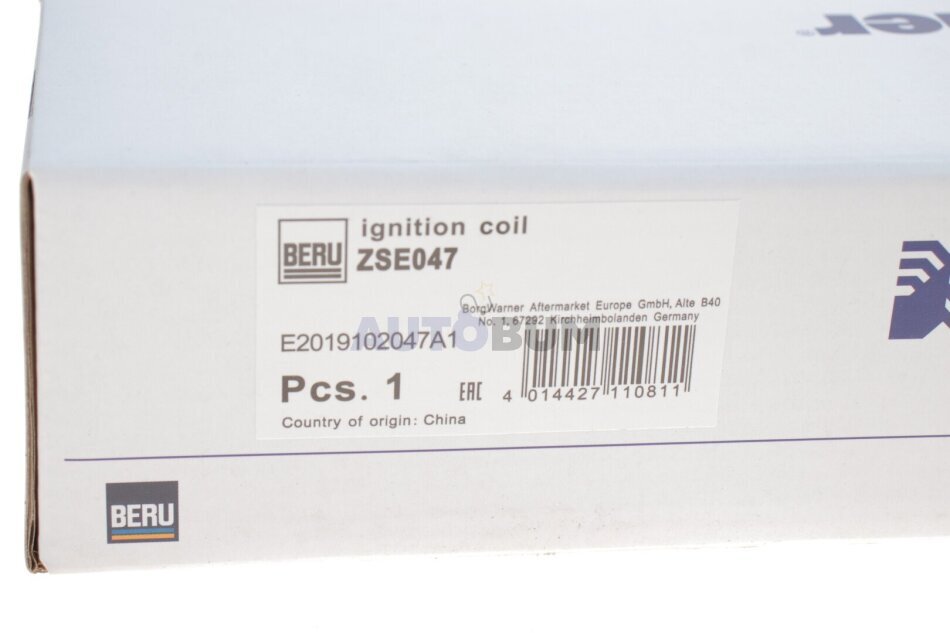 BERU
ignition coil
ZSE047
BorgWarner Aftermarket Europe GmbH, Alte B40
No. 1, 67292 Kirchheimbolanden Germany
AUTOBUM
E2019102047A1
Pcs. 1
EAC
4 014427 110811
Country of origin: China
BERU